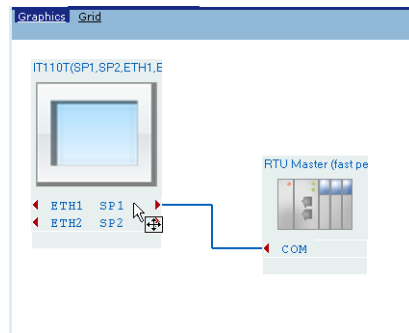 Graphics Grid
IT110T(SP1,SP2,ETH1,E
ETH1 SP1
ETH2 SP2
RTU Master (fast pe
COM